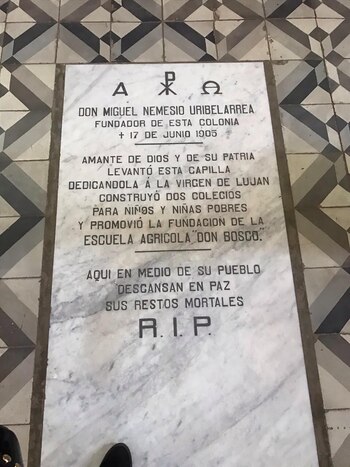 Α ☧ Ω
DON MIGUEL NEMESIO URIBELARREA
FUNDADOR DE ESTA COLONIA
† 17 DE JUNIO 1905
AMANTE DE DIOS Y DE SU PATRIA
LEVANTÓ ESTA CAPILLA
DEDICANDOLA Á LA VIRGEN DE LUJAN
CONSTRUYÓ DOS COLEGIOS
PARA NIÑOS Y NIÑAS POBRES
Y PROMOVIÓ LA FUNDACION DE LA
ESCUELA AGRICOLA "DON BOSCO."
AQUI EN MEDIO DE SU PUEBLO
DESCANSAN EN PAZ
SUS RESTOS MORTALES
R.I.P.